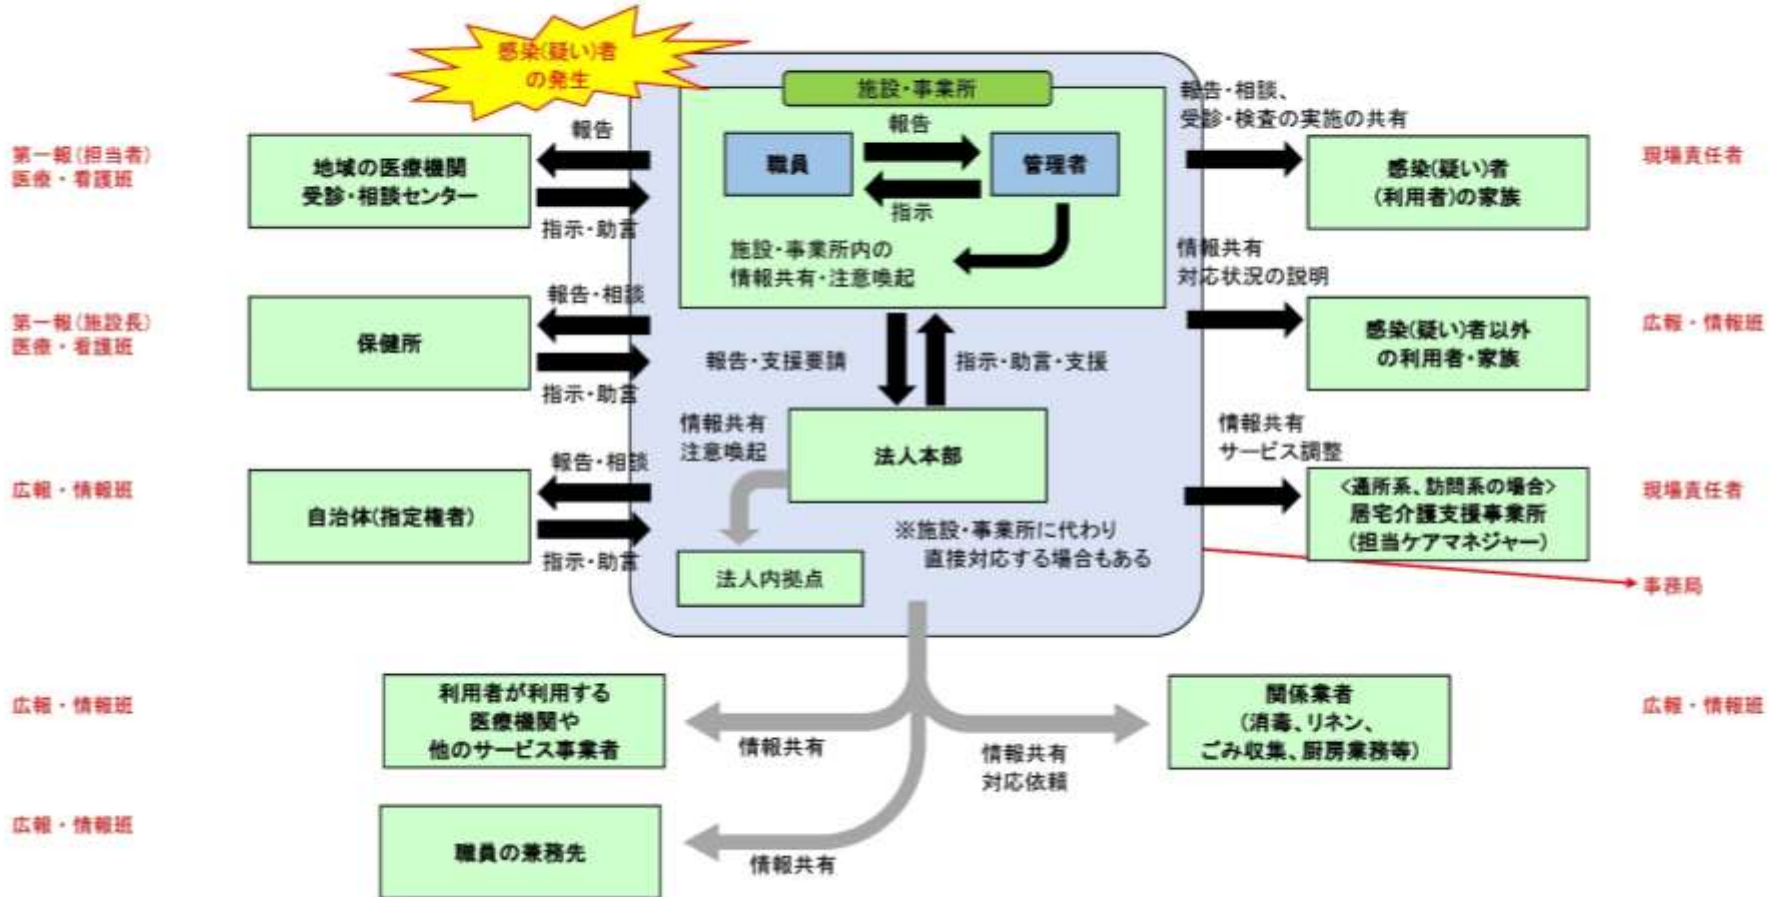 感染(疑い)者
の発生
施設・事業所
報告
職員
管理者
指示
施設・事業所内の
情報共有・注意喚起
第一報(担当者)
医療・看護班
地域の医療機関
受診・相談センター
報告
指示・助言
報告・相談、
受診・検査の実施の共有
感染(疑い)者
(利用者)の家族
現場責任者
第一報(施設長)
医療・看護班
保健所
報告・相談
指示・助言
報告・支援要請
指示・助言・支援
情報共有
対応状況の説明
感染(疑い)者以外
の利用者・家族
広報・情報班
広報・情報班
自治体(指定権者)
報告・相談
指示・助言
情報共有
注意喚起
法人本部
※施設・事業所に代わり
直接対応する場合もある
法人内拠点
情報共有
サービス調整
<通所系、訪問系の場合>
居宅介護支援事業所
(担当ケアマネジャー)
現場責任者
事務局
広報・情報班
利用者が利用する
医療機関や
他のサービス事業者
情報共有
情報共有
対応依頼
関係業者
(消毒、リネン、
ごみ収集、厨房業務等)
広報・情報班
広報・情報班
職員の兼務先
情報共有